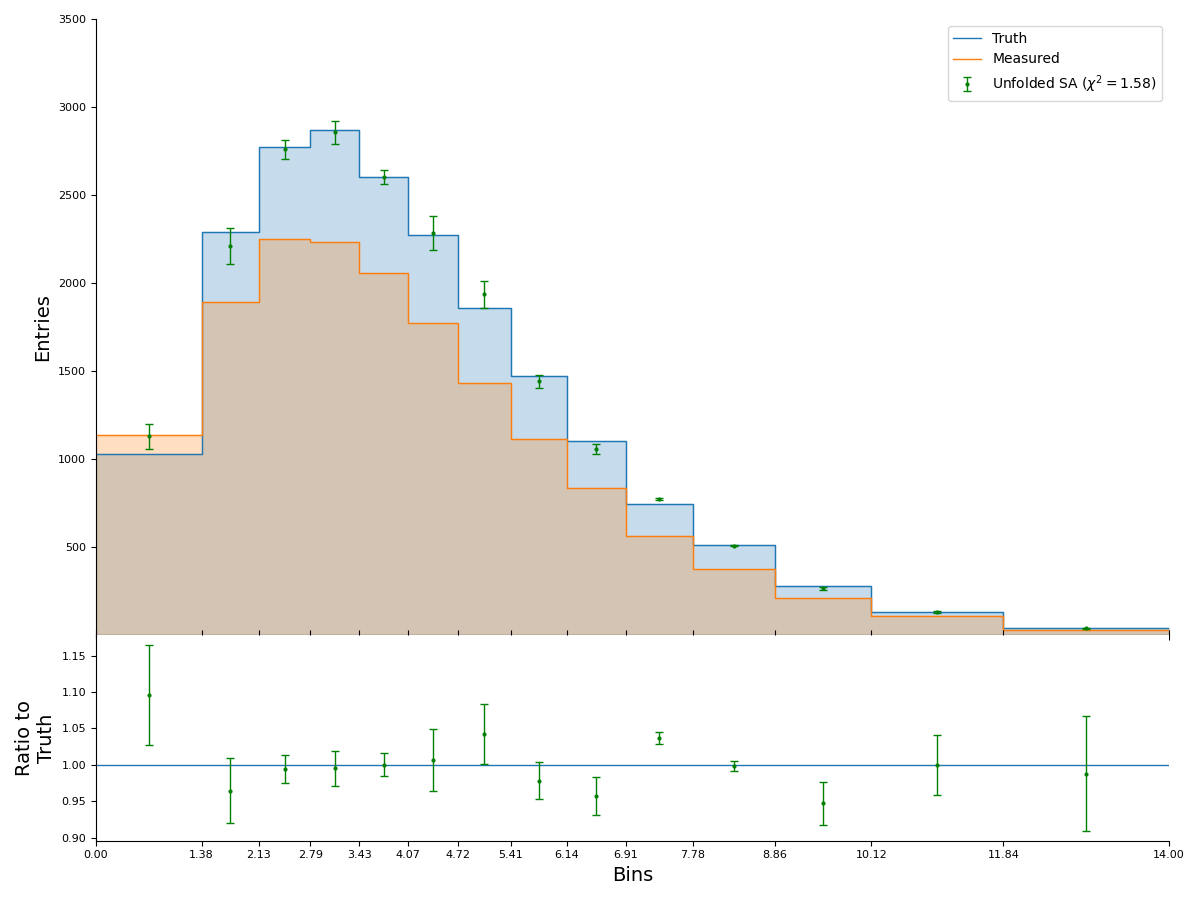 3500
3000
2500
2000
1500
1000
500
Entries
Truth
Measured
Unfolded SA (χ² = 1.58)
1.15
1.10
1.05
1.00
0.95
0.90
Ratio to
Truth
0.00 1.38 2.13 2.79 3.43 4.07 4.72 5.41 6.14 6.91 7.78 8.86 10.12 11.84 14.00
Bins